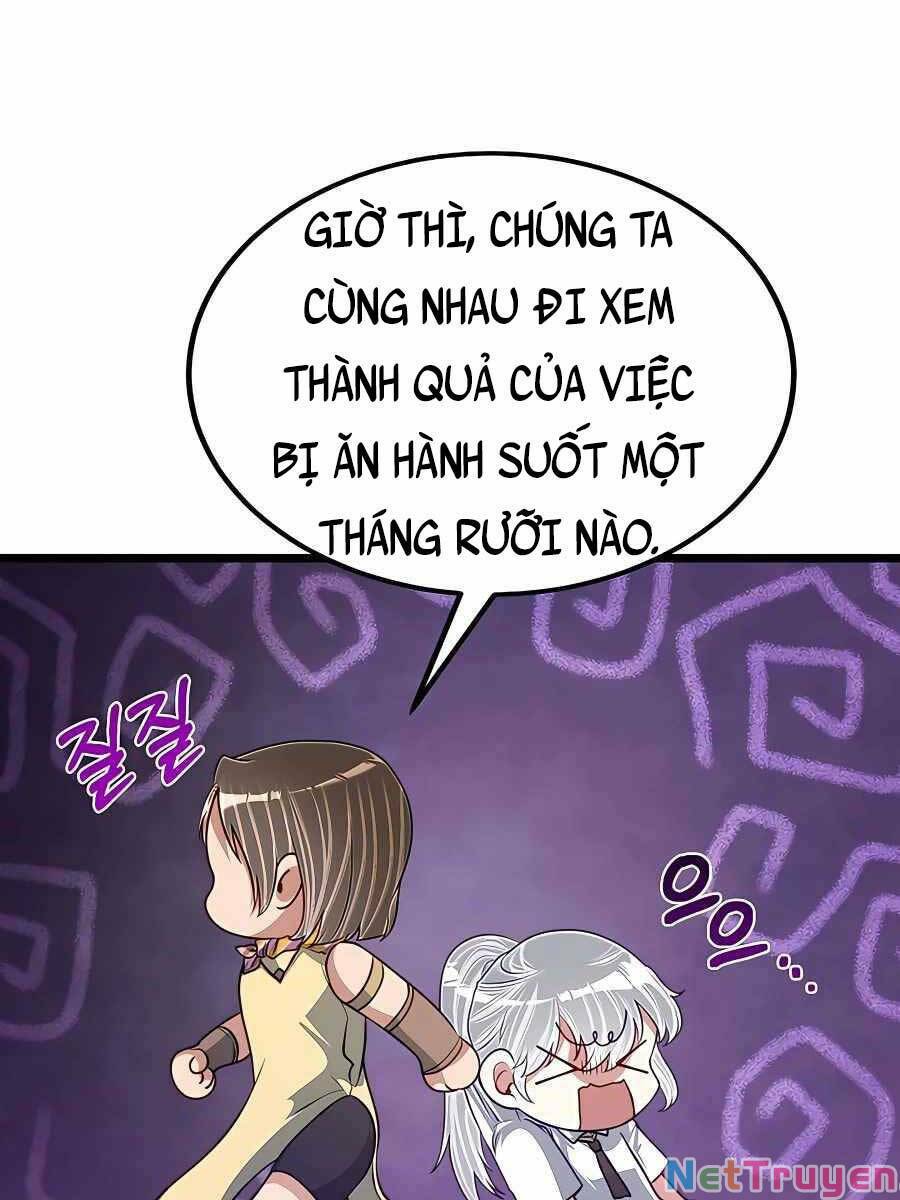 GIỜ THÌ, CHÚNG TA
CÙNG NHAU ĐI XEM
THÀNH QUẢ CỦA VIỆC
BỊ ĂN HÀNH SUỐT MỘT
THÁNG RƯỠI NÀO.
질질
으으...
NetTruyen